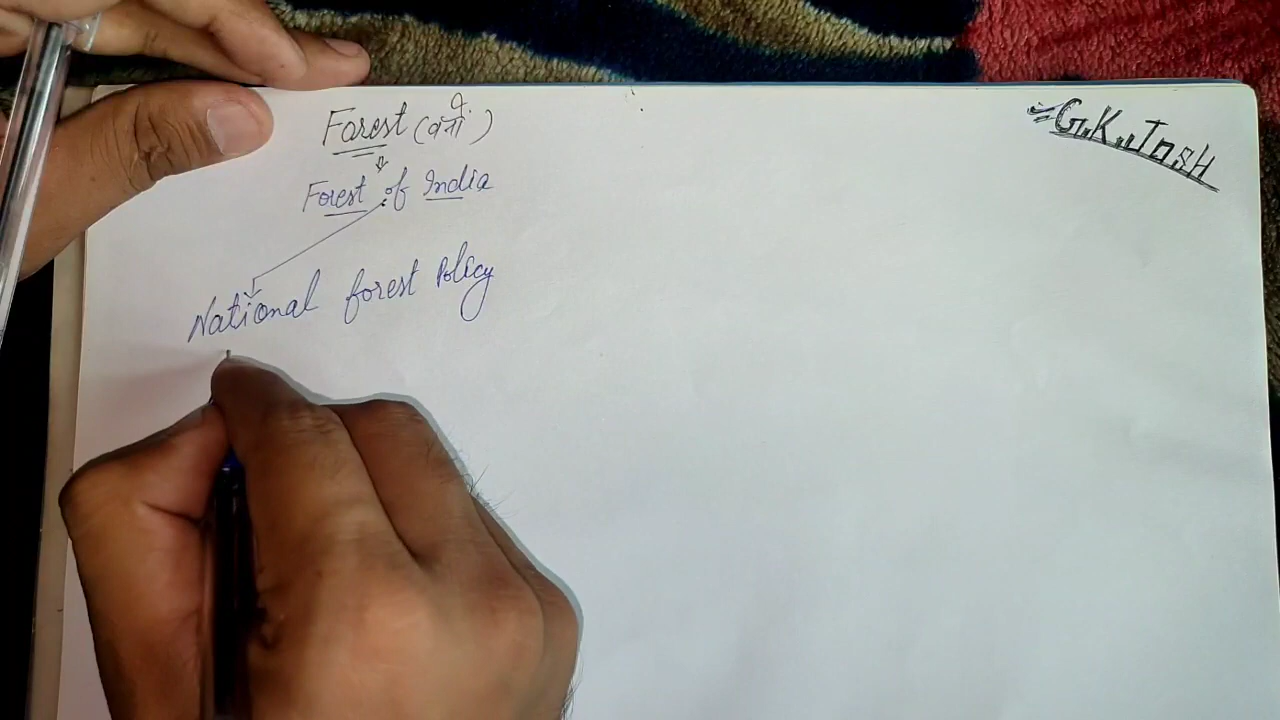 Forest (वनों)
Forest of India
National forest Policy
G.K. Josh